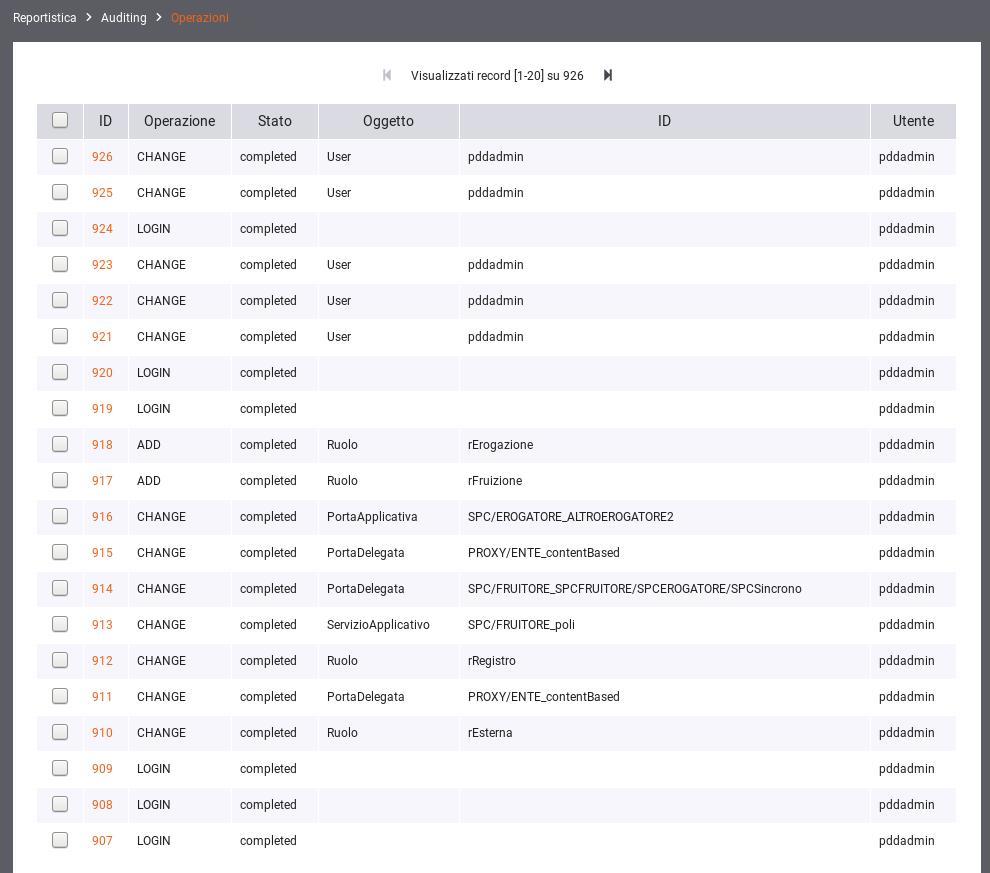 Reportistica > Auditing > Operazioni
Visualizzati record [1-20] su 926
ID Operazione Stato Oggetto ID Utente
926 CHANGE completed User pddadmin pddadmin
925 CHANGE completed User pddadmin pddadmin
924 LOGIN completed pddadmin
923 CHANGE completed User pddadmin pddadmin
922 CHANGE completed User pddadmin pddadmin
921 CHANGE completed User pddadmin pddadmin
920 LOGIN completed pddadmin
919 LOGIN completed pddadmin
918 ADD completed Ruolo rErogazione pddadmin
917 ADD completed Ruolo rFruizione pddadmin
916 CHANGE completed PortaApplicativa SPC/EROGATORE_ALTROEROGATORE2 pddadmin
915 CHANGE completed PortaDelegata PROXY/ENTE_contentBased pddadmin
914 CHANGE completed PortaDelegata SPC/FRUITORE_SPCFRUITORE/SPCEROGATORE/SPCSincrono pddadmin
913 CHANGE completed ServizioApplicativo SPC/FRUITORE_poli pddadmin
912 CHANGE completed Ruolo rRegistro pddadmin
911 CHANGE completed PortaDelegata PROXY/ENTE_contentBased pddadmin
910 CHANGE completed Ruolo rEsterna pddadmin
909 LOGIN completed pddadmin
908 LOGIN completed pddadmin
907 LOGIN completed pddadmin